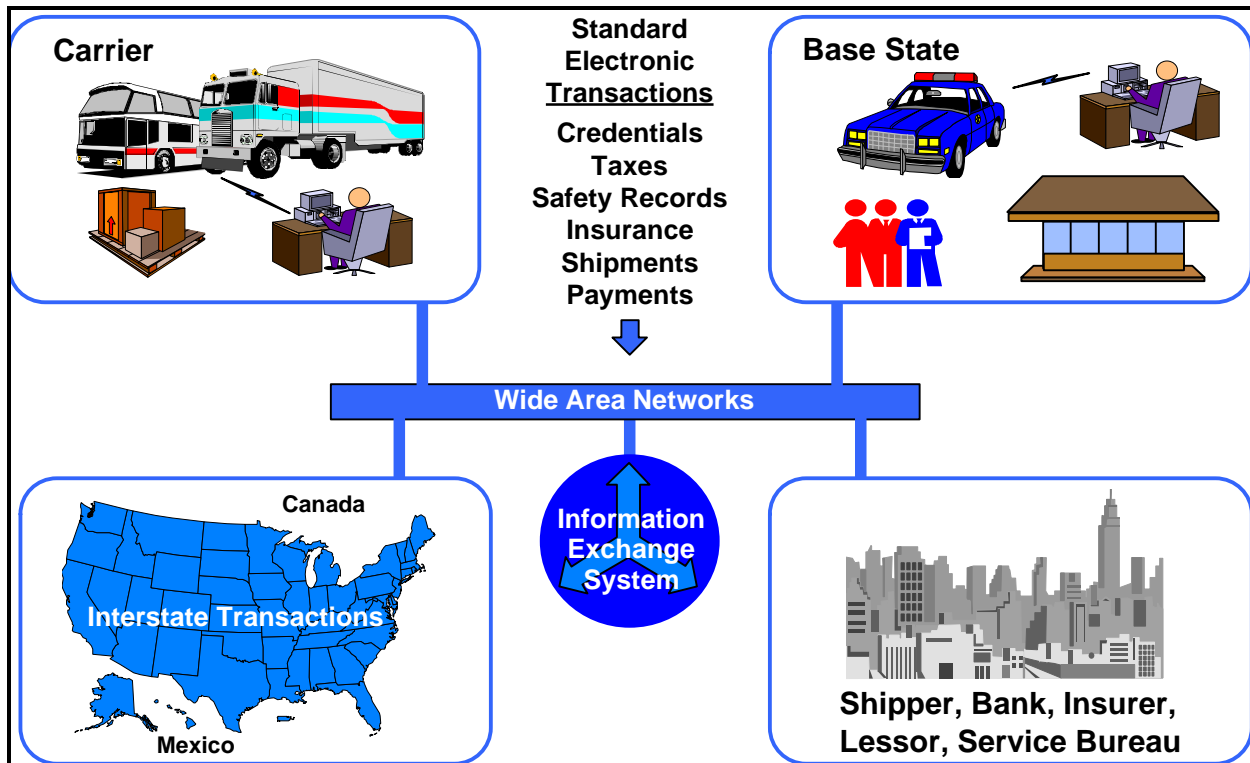 Carrier
Standard
Electronic
Transactions
Credentials
Taxes
Safety Records
Insurance
Shipments
Payments
Base State
Wide Area Networks
Canada
Interstate Transactions
Mexico
Information
Exchange
System
Shipper, Bank, Insurer,
Lessor, Service Bureau